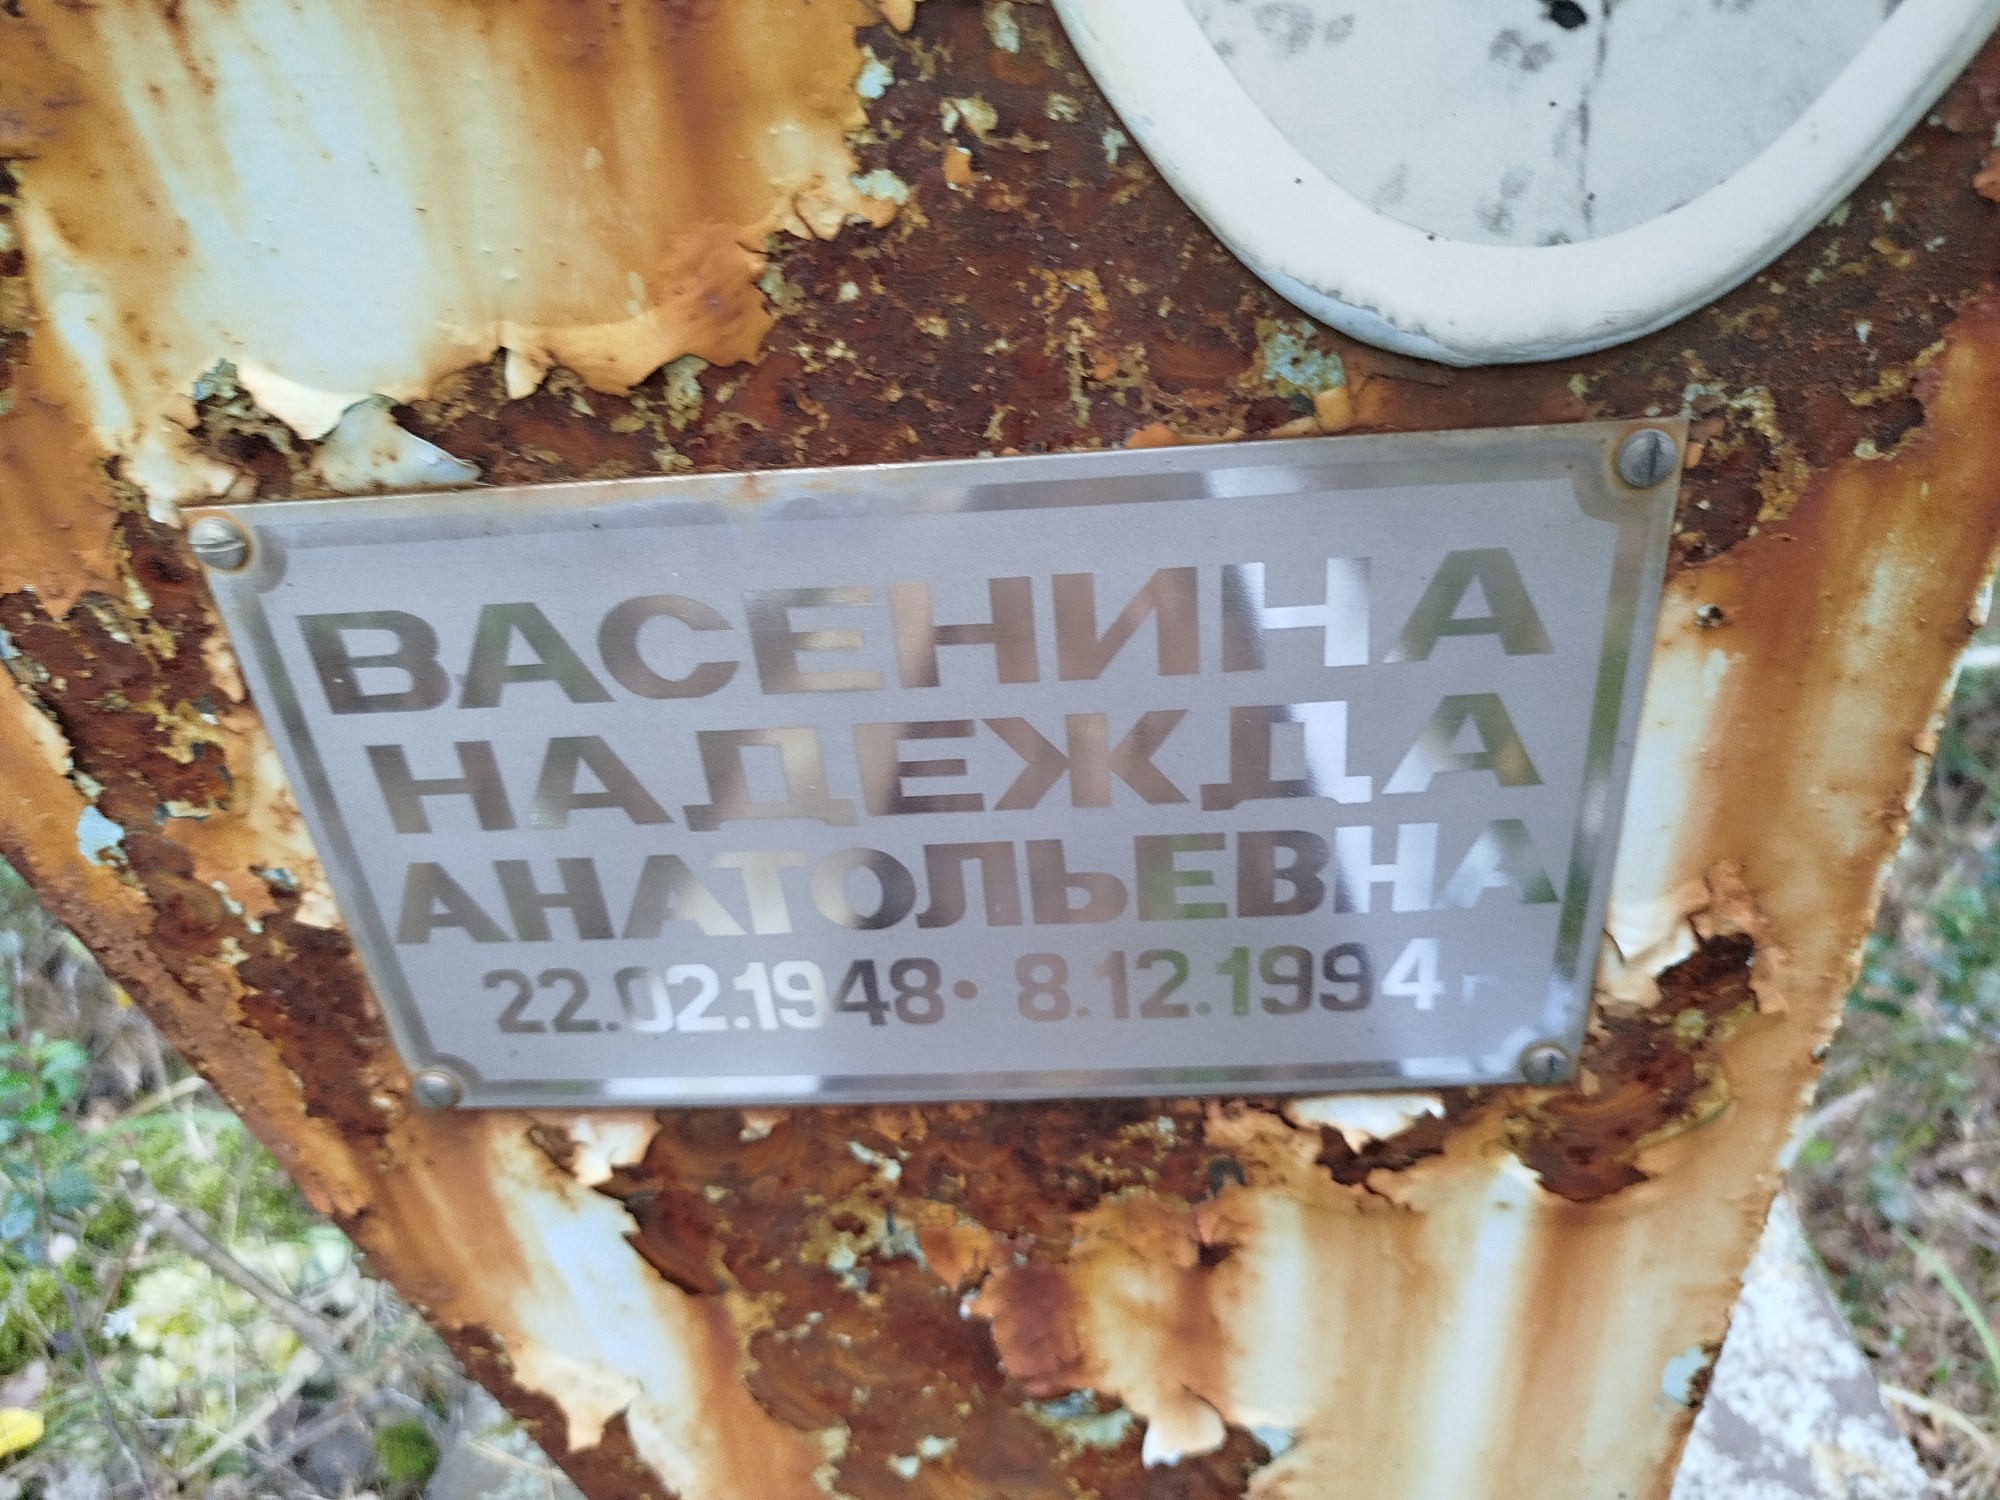 ВАСЕНИНА
НАДЕЖДА
АНАТОЛЬЕВНА
22.02.1948 • 8.12.1994 г